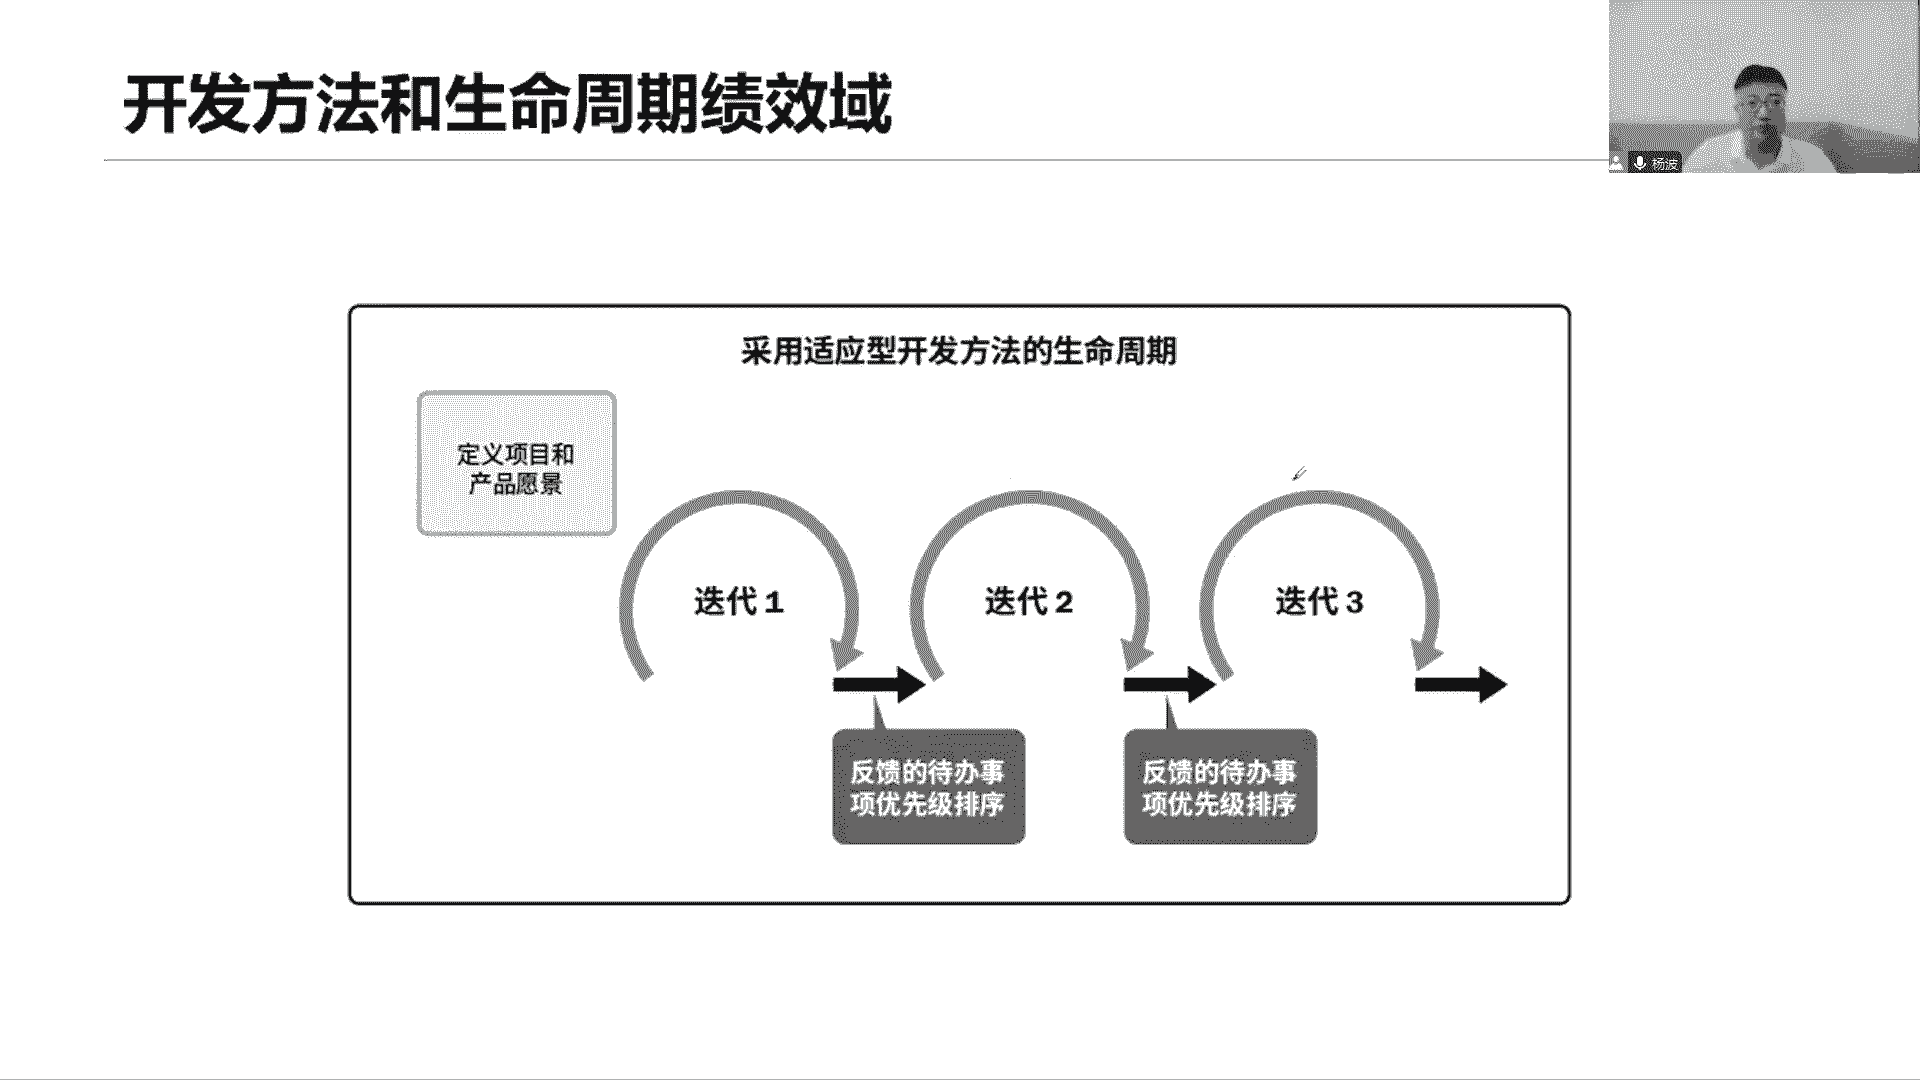 开发方法和生命周期绩效域
杨波
采用适应型开发方法的生命周期
定义项目和
产品愿景
迭代 1
迭代 2
迭代 3
反馈的待办事
项优先级排序
反馈的待办事
项优先级排序